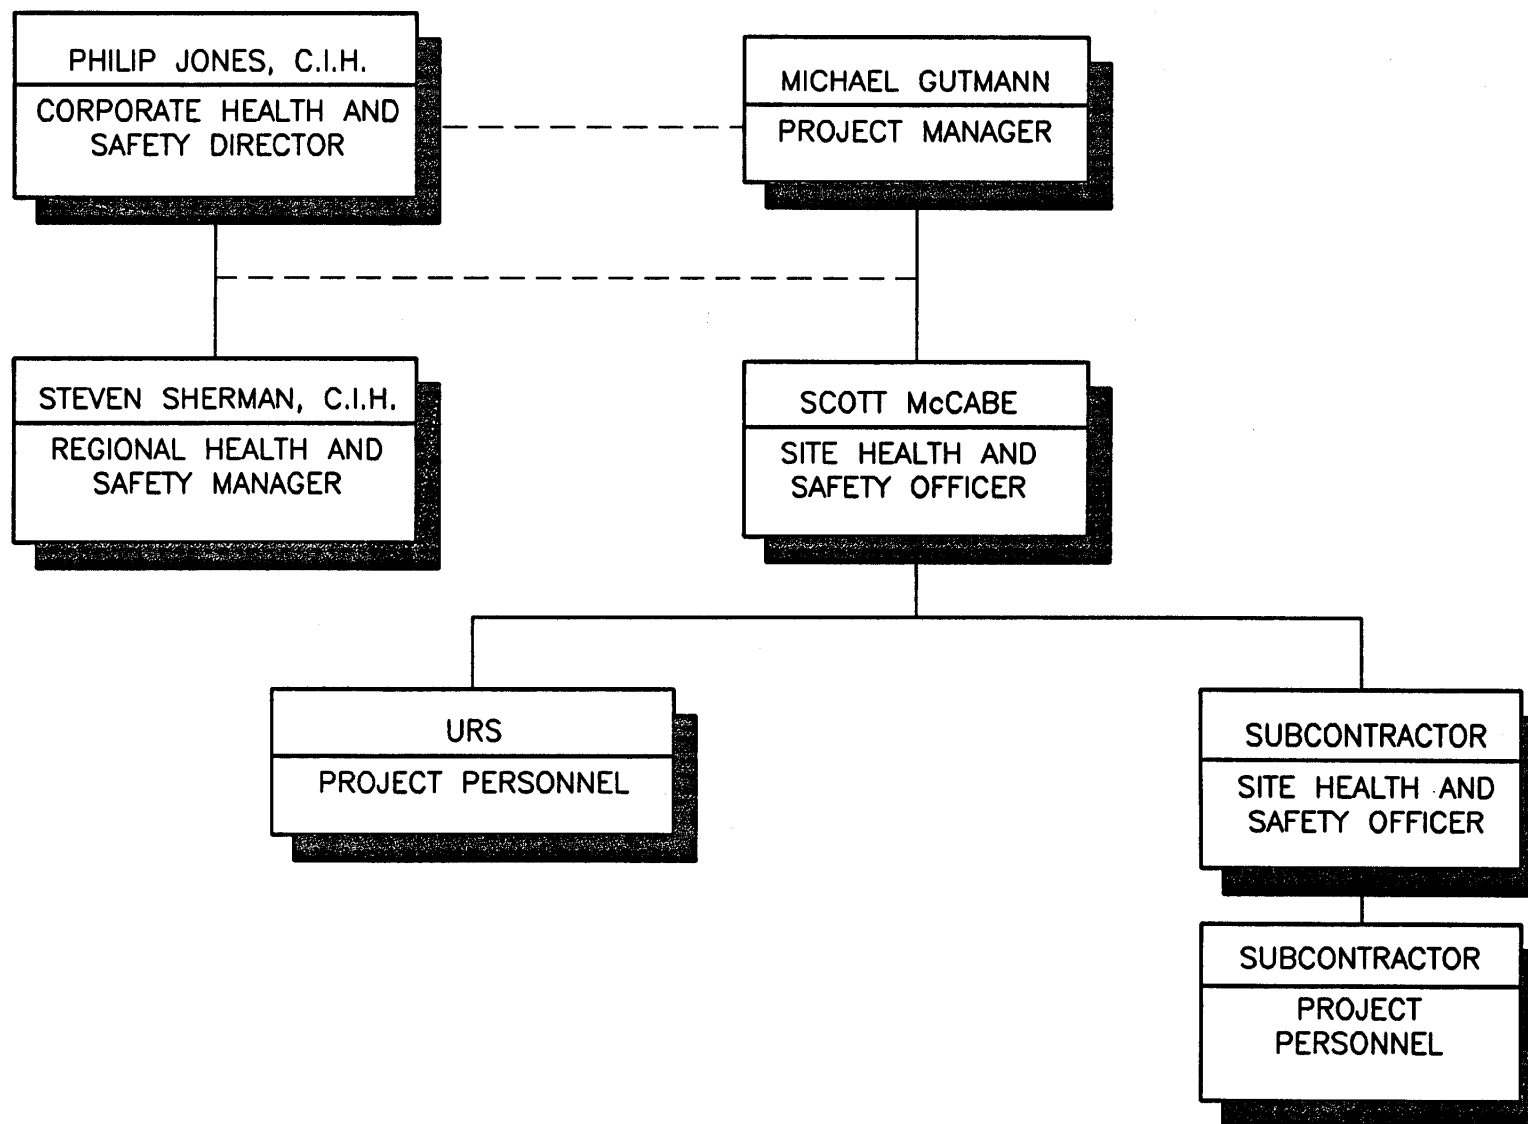 PHILIP JONES, C.I.H.
CORPORATE HEALTH AND
SAFETY DIRECTOR
MICHAEL GUTMANN
PROJECT MANAGER
STEVEN SHERMAN, C.I.H.
REGIONAL HEALTH AND
SAFETY MANAGER
SCOTT McCABE
SITE HEALTH AND
SAFETY OFFICER
URS
PROJECT PERSONNEL
SUBCONTRACTOR
SITE HEALTH AND
SAFETY OFFICER
SUBCONTRACTOR
PROJECT
PERSONNEL